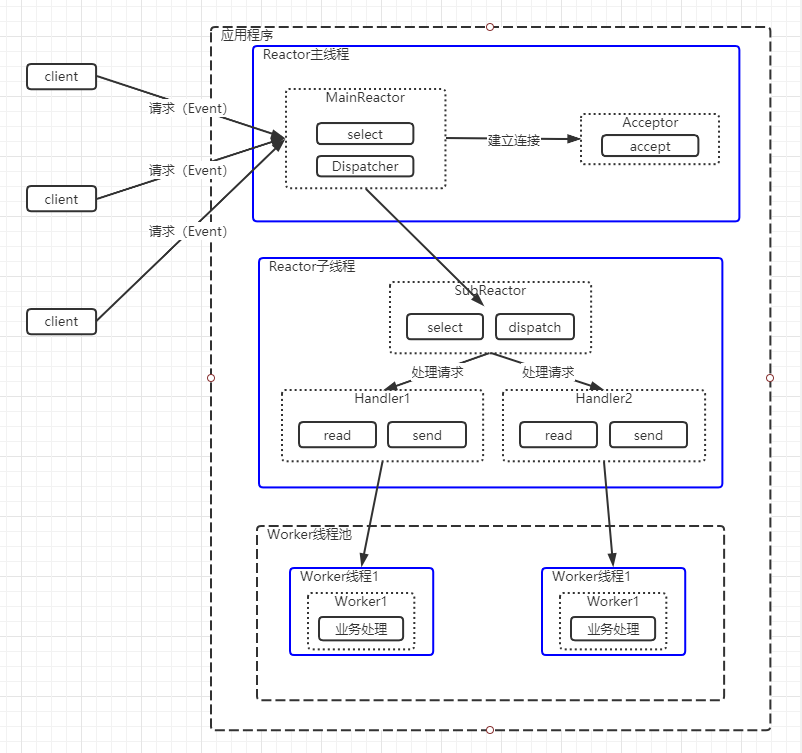 应用程序
Reactor主线程
client
请求（Event）
MainReactor
select
Dispatcher
建立连接
Acceptor
accept
client
请求（Event）
client
请求（Event）
Reactor子线程
SubReactor
select
dispatch
处理请求
处理请求
Handler1
read
send
Handler2
read
send
Worker线程池
Worker线程1
Worker1
业务处理
Worker线程1
Worker1
业务处理